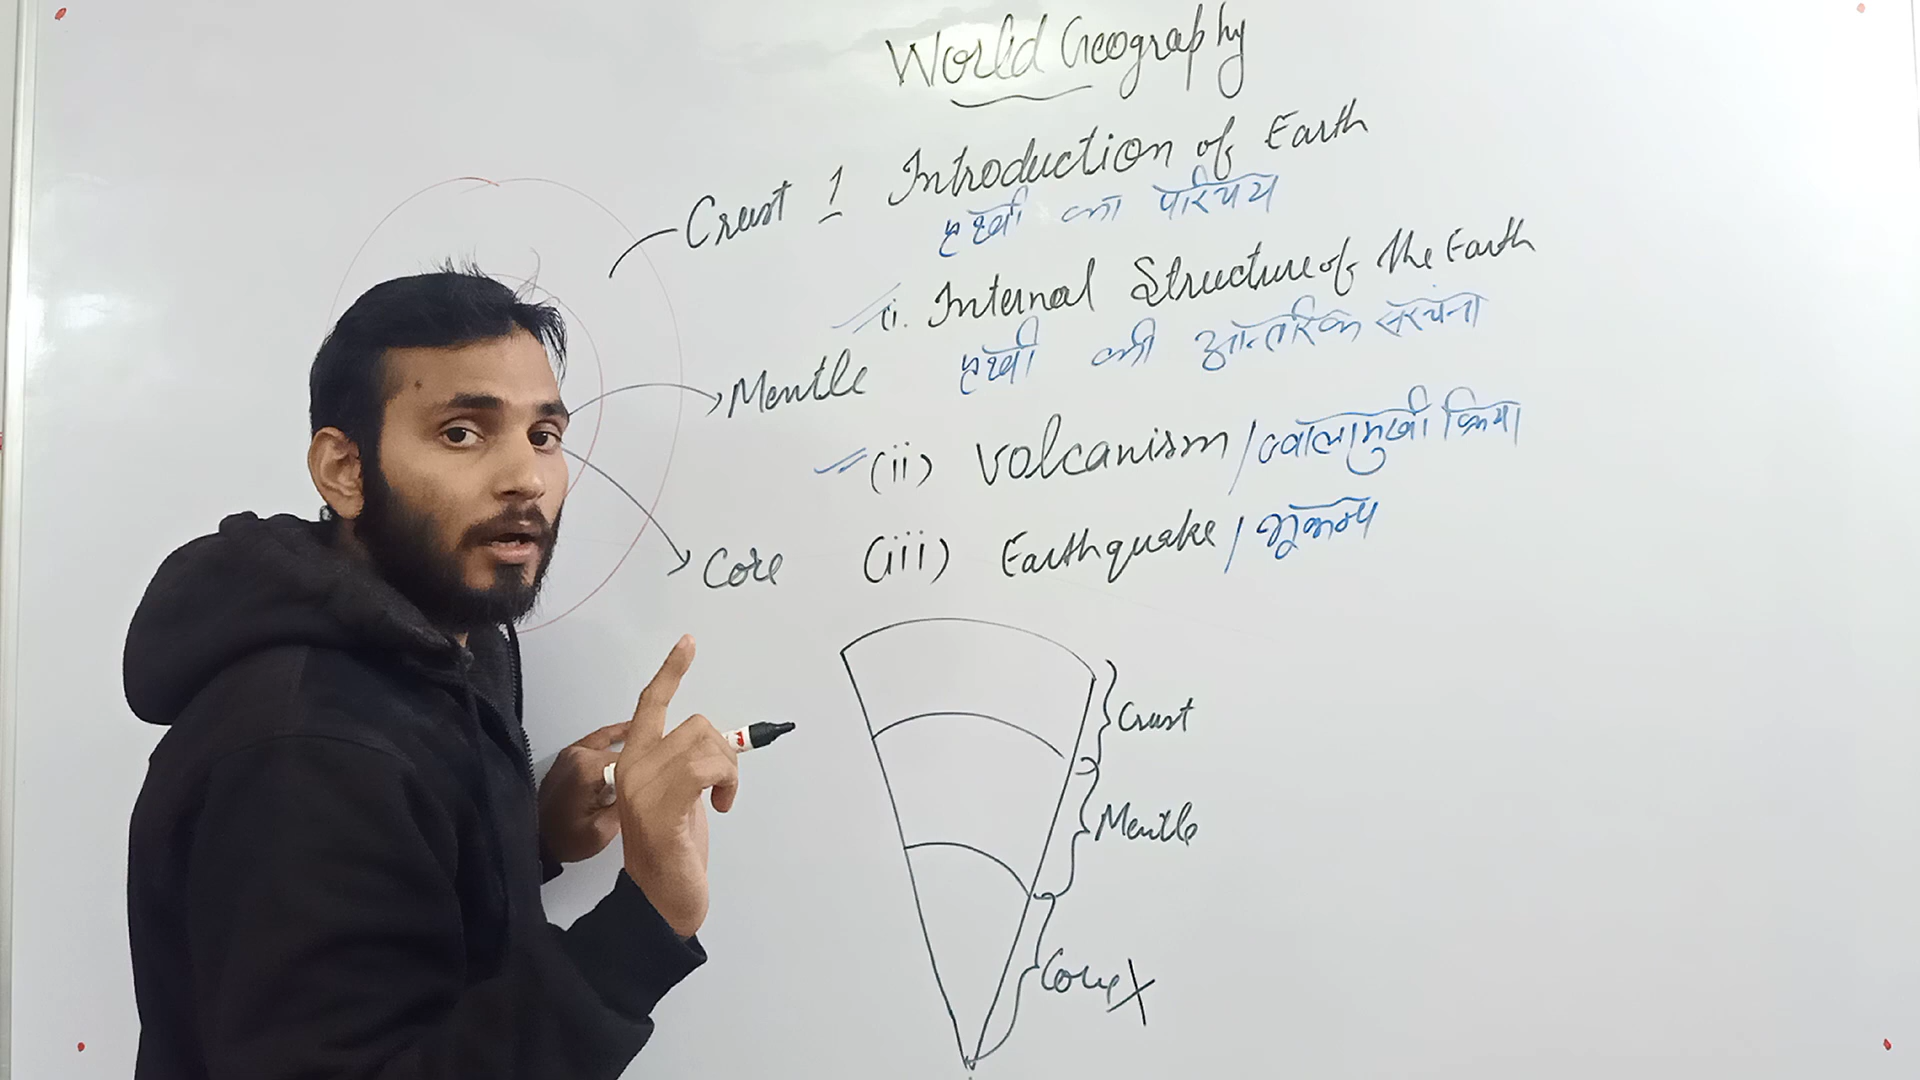 World Geography
Crust 1 Introduction of Earth
पृथ्वी का परिचय
(i. Internal Structure of the Earth
पृथ्वी की आन्तरिक संरचना
Mentle
(ii) Volcanism / ज्वालामुखी क्रिया
Core (iii) Earthquake / भूकम्प
Crust
Mentle
Core X